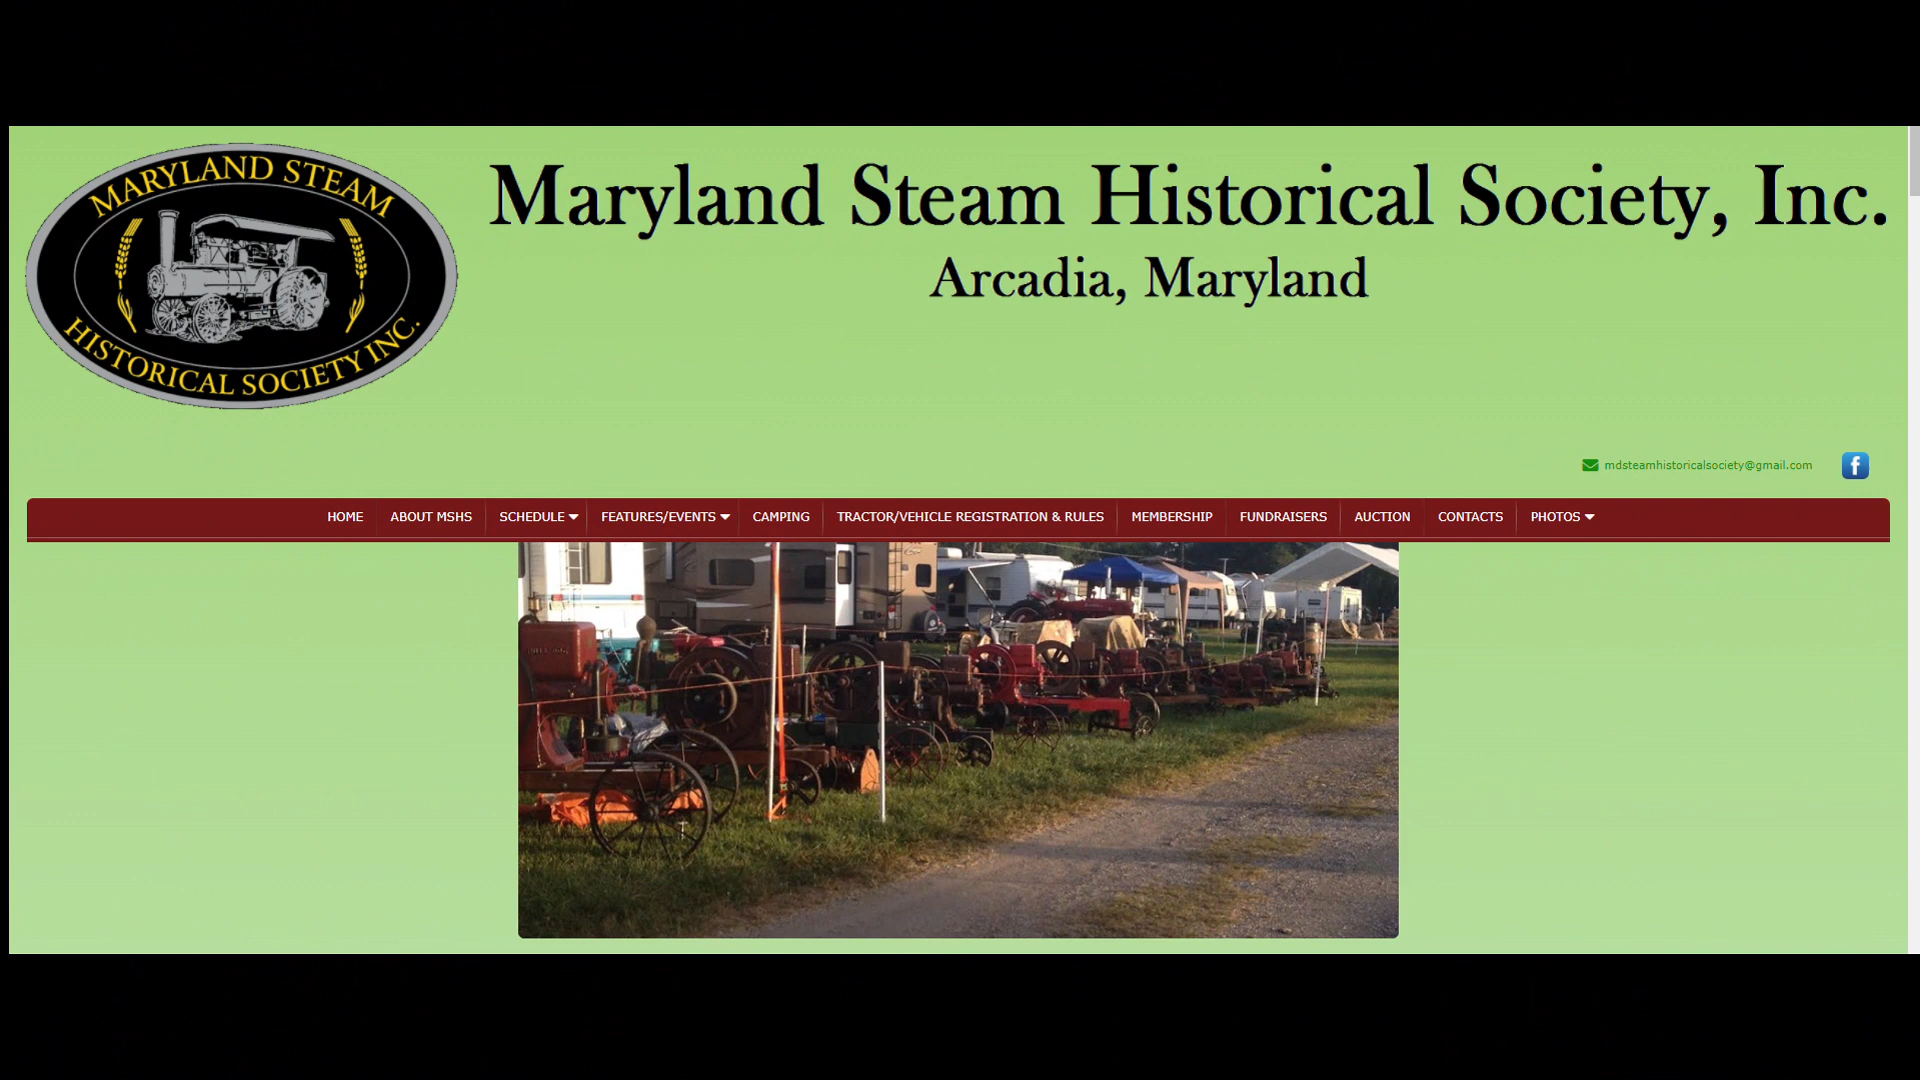 MARYLAND STEAM
HISTORICAL SOCIETY INC.
Maryland Steam Historical Society, Inc.
Arcadia, Maryland
mdsteamhistoricalsociety@gmail.com
HOME ABOUT MSHS SCHEDULE FEATURES/EVENTS CAMPING TRACTOR/VEHICLE REGISTRATION & RULES MEMBERSHIP FUNDRAISERS AUCTION CONTACTS PHOTOS